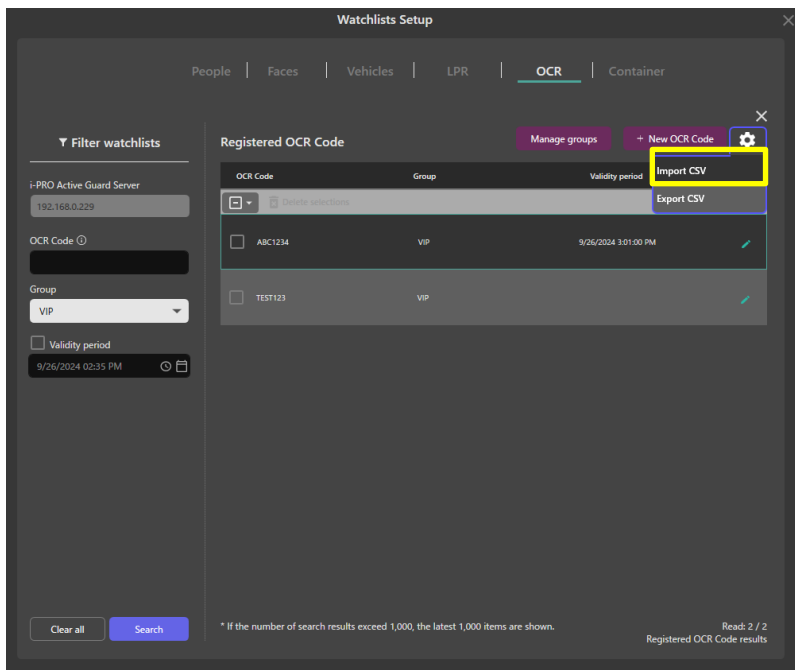 Watchlists Setup
People
Faces
Vehicles
LPR
OCR
Container
Filter watchlists
i-PRO Active Guard Server
192.168.0.229
OCR Code
Group
VIP
Validity period
9/26/2024 02:35 PM
Clear all
Search
Registered OCR Code
Manage groups
+ New OCR Code
Import CSV
Export CSV
OCR Code
Group
Validity period
Delete selections
ABC1234
VIP
9/26/2024 3:01:00 PM
TEST123
VIP
* If the number of search results exceed 1,000, the latest 1,000 items are shown.
Read: 2 / 2
Registered OCR Code results